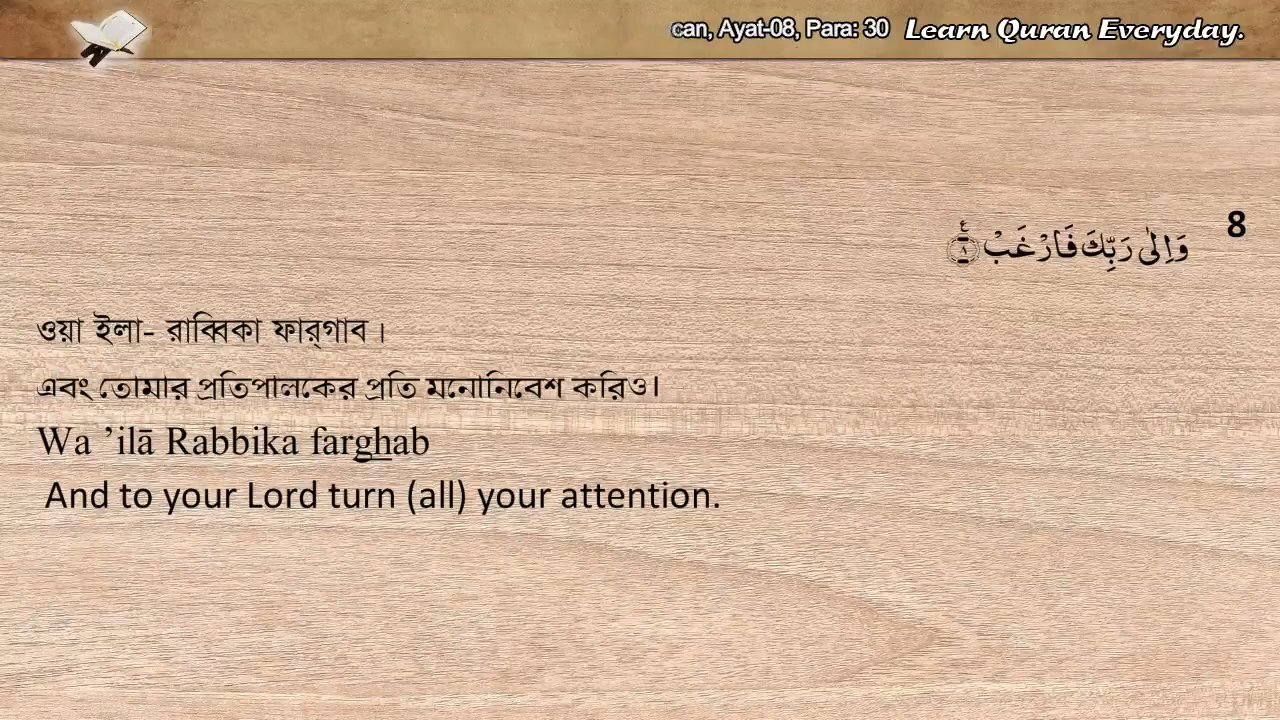 can, Ayat-08, Para: 30 Learn Quran Everyday.
8
وَاِلٰى رَبِّكَ فَارْغَبْ ۟ع ۸
ওয়া ইলা- রাব্বিকা ফার্‌গাব।
এবং তোমার প্রতিপালকের প্রতি মনোনিবেশ করিও।
Wa ’ilā Rabbika farghab
And to your Lord turn (all) your attention.